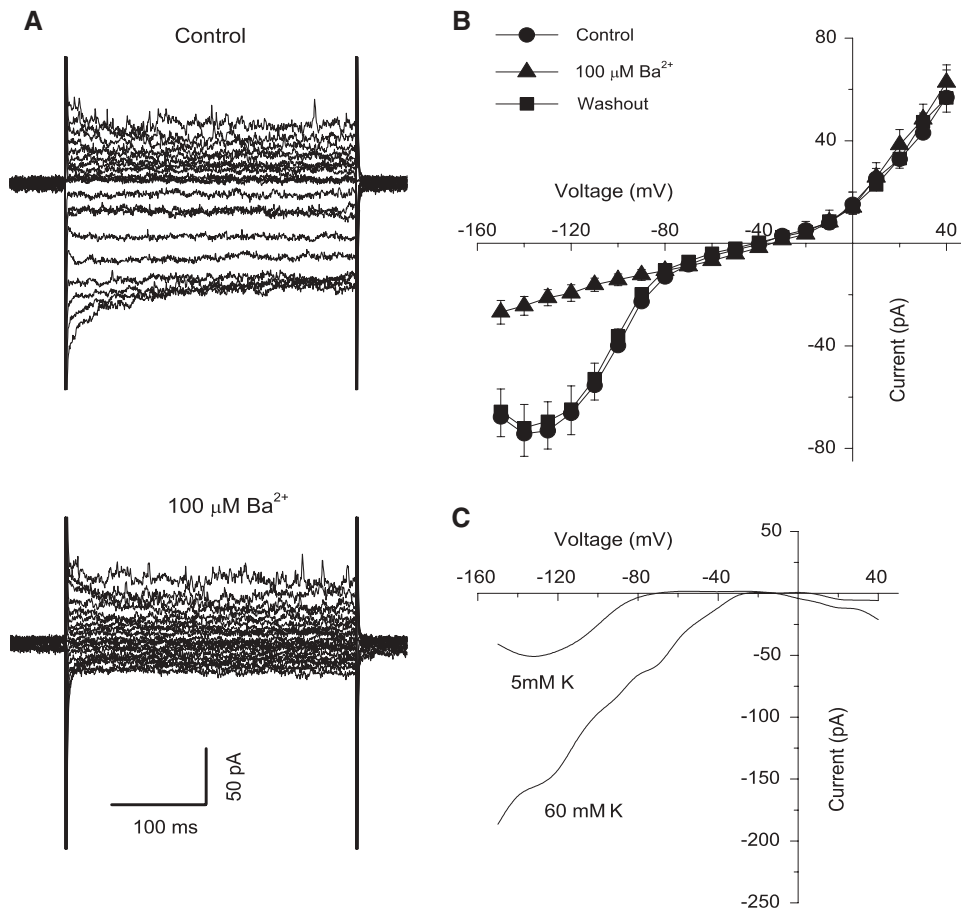 A
Control
100 μM Ba²⁺
50 pA
100 ms
B
Control
100 μM Ba²⁺
Washout
Voltage (mV)
-160 -120 -80 -40 0 40
80
40
-40
-80
Current (pA)
C
Voltage (mV)
-160 -120 -80 -40 0 40
50
-50
-100
-150
-200
-250
5mM K
60 mM K
Current (pA)